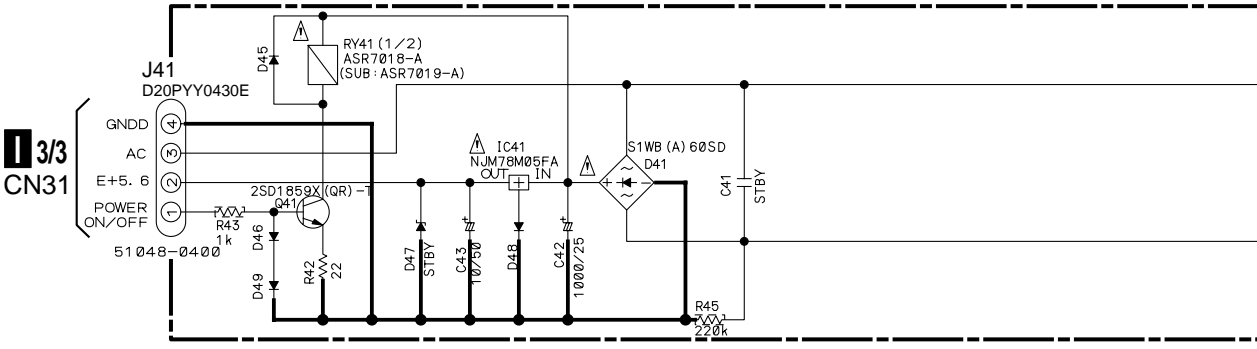 J41
D20PYY0430E
I 3/3
CN31
GNDD 4
AC 3
E+5.6 2
POWER
ON/OFF 1
51048-0400
D45
RY41(1/2)
ASR7018-A
(SUB:ASR7019-A)
2SD1859X(QR)-T
Q41
R43
1k
D46
D49
R42
22
D47
STBY
C43
10/50
IC41
NJM78M05FA
OUT IN
D48
C42
1000/25
S1WB(A)60SD
D41
C41
STBY
R45
220k